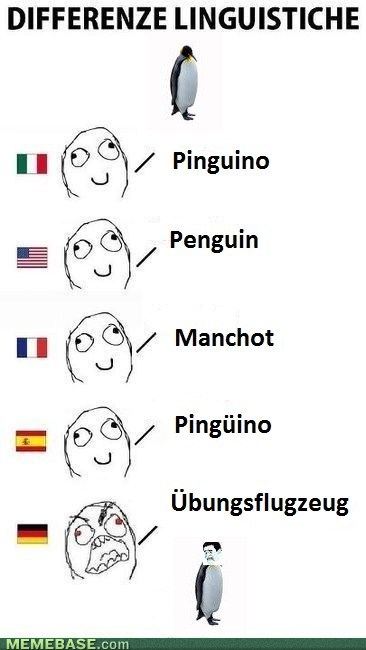 DIFFERENZE LINGUISTICHE
Pinguino
Penguin
Manchot
Pingüino
Übungsflugzeug
MEMEBASE.com